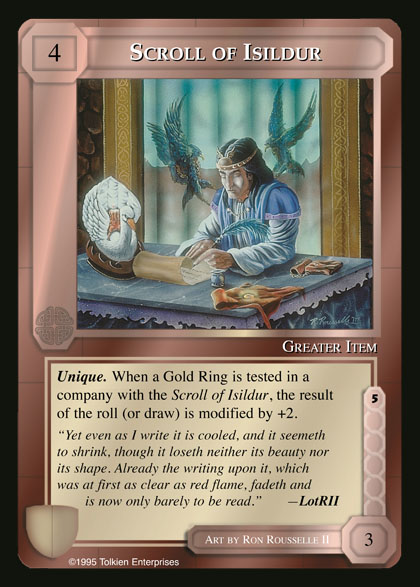 4
SCROLL OF ISILDUR
GREATER ITEM
Unique. When a Gold Ring is tested in a
company with the Scroll of Isildur, the result
of the roll (or draw) is modified by +2.
5
“Yet even as I write it is cooled, and it seemeth
to shrink, though it loseth neither its beauty nor
its shape. Already the writing upon it, which
was at first as clear as red flame, fadeth and
is now only barely to be read.” –LotRII
ART BY RON ROUSSELLE II
3
©1995 Tolkien Enterprises